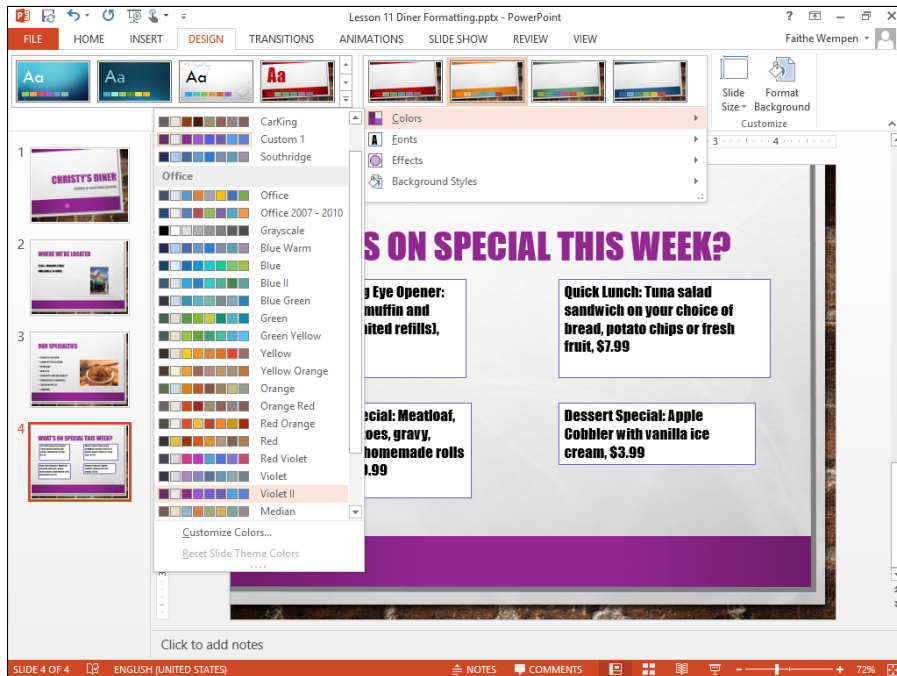 Lesson 11 Diner Formatting.pptx - PowerPoint
?
FILE HOME INSERT DESIGN TRANSITIONS ANIMATIONS SLIDE SHOW REVIEW VIEW Faithe Wempen
Aa Aa Aa Aa
Slide Size
Format Background
Customize
Colors
Fonts
Effects
Background Styles
CarKing
Custom 1
Southridge
Office
Office
Office 2007 - 2010
Grayscale
Blue Warm
Blue
Blue II
Blue Green
Green
Green Yellow
Yellow
Yellow Orange
Orange
Orange Red
Red Orange
Red
Red Violet
Violet
Violet II
Median
Customize Colors...
Reset Slide Theme Colors
3 4
1
CHRISTY'S DINER
2
WHERE WE'RE LOCATED
3
OUR SPECIALTIES
4
WHAT'S ON SPECIAL THIS WEEK?
S ON SPECIAL THIS WEEK?
g Eye Opener:
muffin and
ited refills),
Quick Lunch: Tuna salad
sandwich on your choice of
bread, potato chips or fresh
fruit, $7.99
ecial: Meatloaf,
oes, gravy,
homemade rolls
.99
Dessert Special: Apple
Cobbler with vanilla ice
cream, $3.99
3
Click to add notes
SLIDE 4 OF 4 ENGLISH (UNITED STATES) NOTES COMMENTS 72%